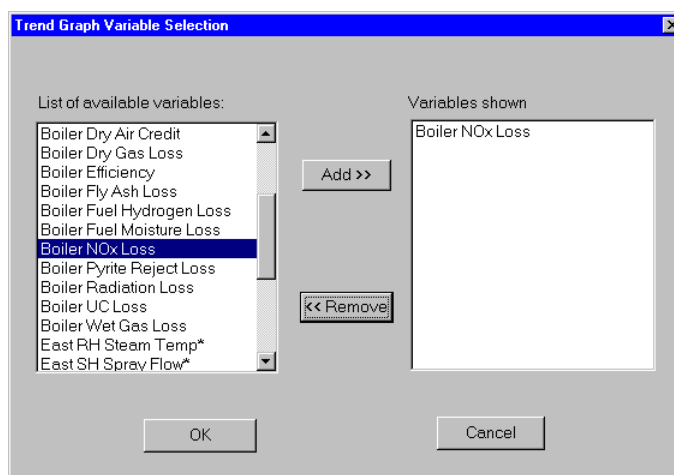 Trend Graph Variable Selection
List of available variables:
Variables shown
Boiler Dry Air Credit
Boiler Dry Gas Loss
Boiler Efficiency
Boiler Fly Ash Loss
Boiler Fuel Hydrogen Loss
Boiler Fuel Moisture Loss
Boiler NOx Loss
Boiler Pyrite Reject Loss
Boiler Radiation Loss
Boiler UC Loss
Boiler Wet Gas Loss
East RH Steam Temp*
East SH Spray Flow*
Add >>
<< Remove
Boiler NOx Loss
OK
Cancel